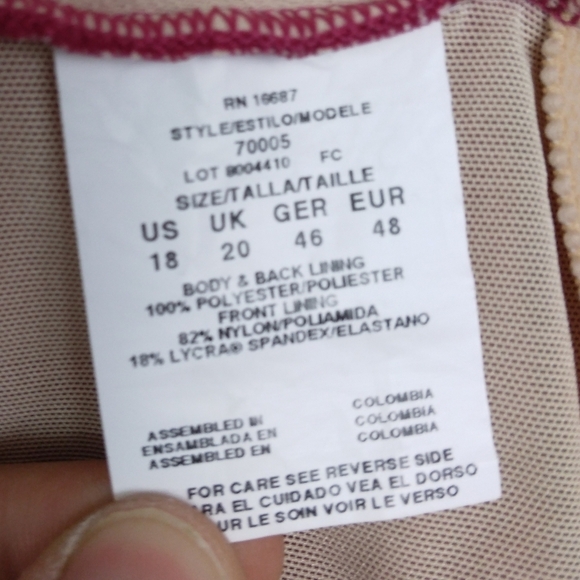 RN 16687
STYLE/ESTILO/MODELE
70005
LOT 8004410 FC
SIZE/TALLA/TAILLE
US UK GER EUR
18 20 46 48
BODY & BACK LINING
100% POLYESTER/POLIESTER
FRONT LINING
82% NYLON/POLIAMIDA
18% LYCRA® SPANDEX/ELASTANO
ASSEMBLED IN COLOMBIA
ENSAMBLADA EN COLOMBIA
ASSEMBLED EN COLOMBIA
FOR CARE SEE REVERSE SIDE
RA EL CUIDADO VEA EL DORSO
UR LE SOIN VOIR LE VERSO